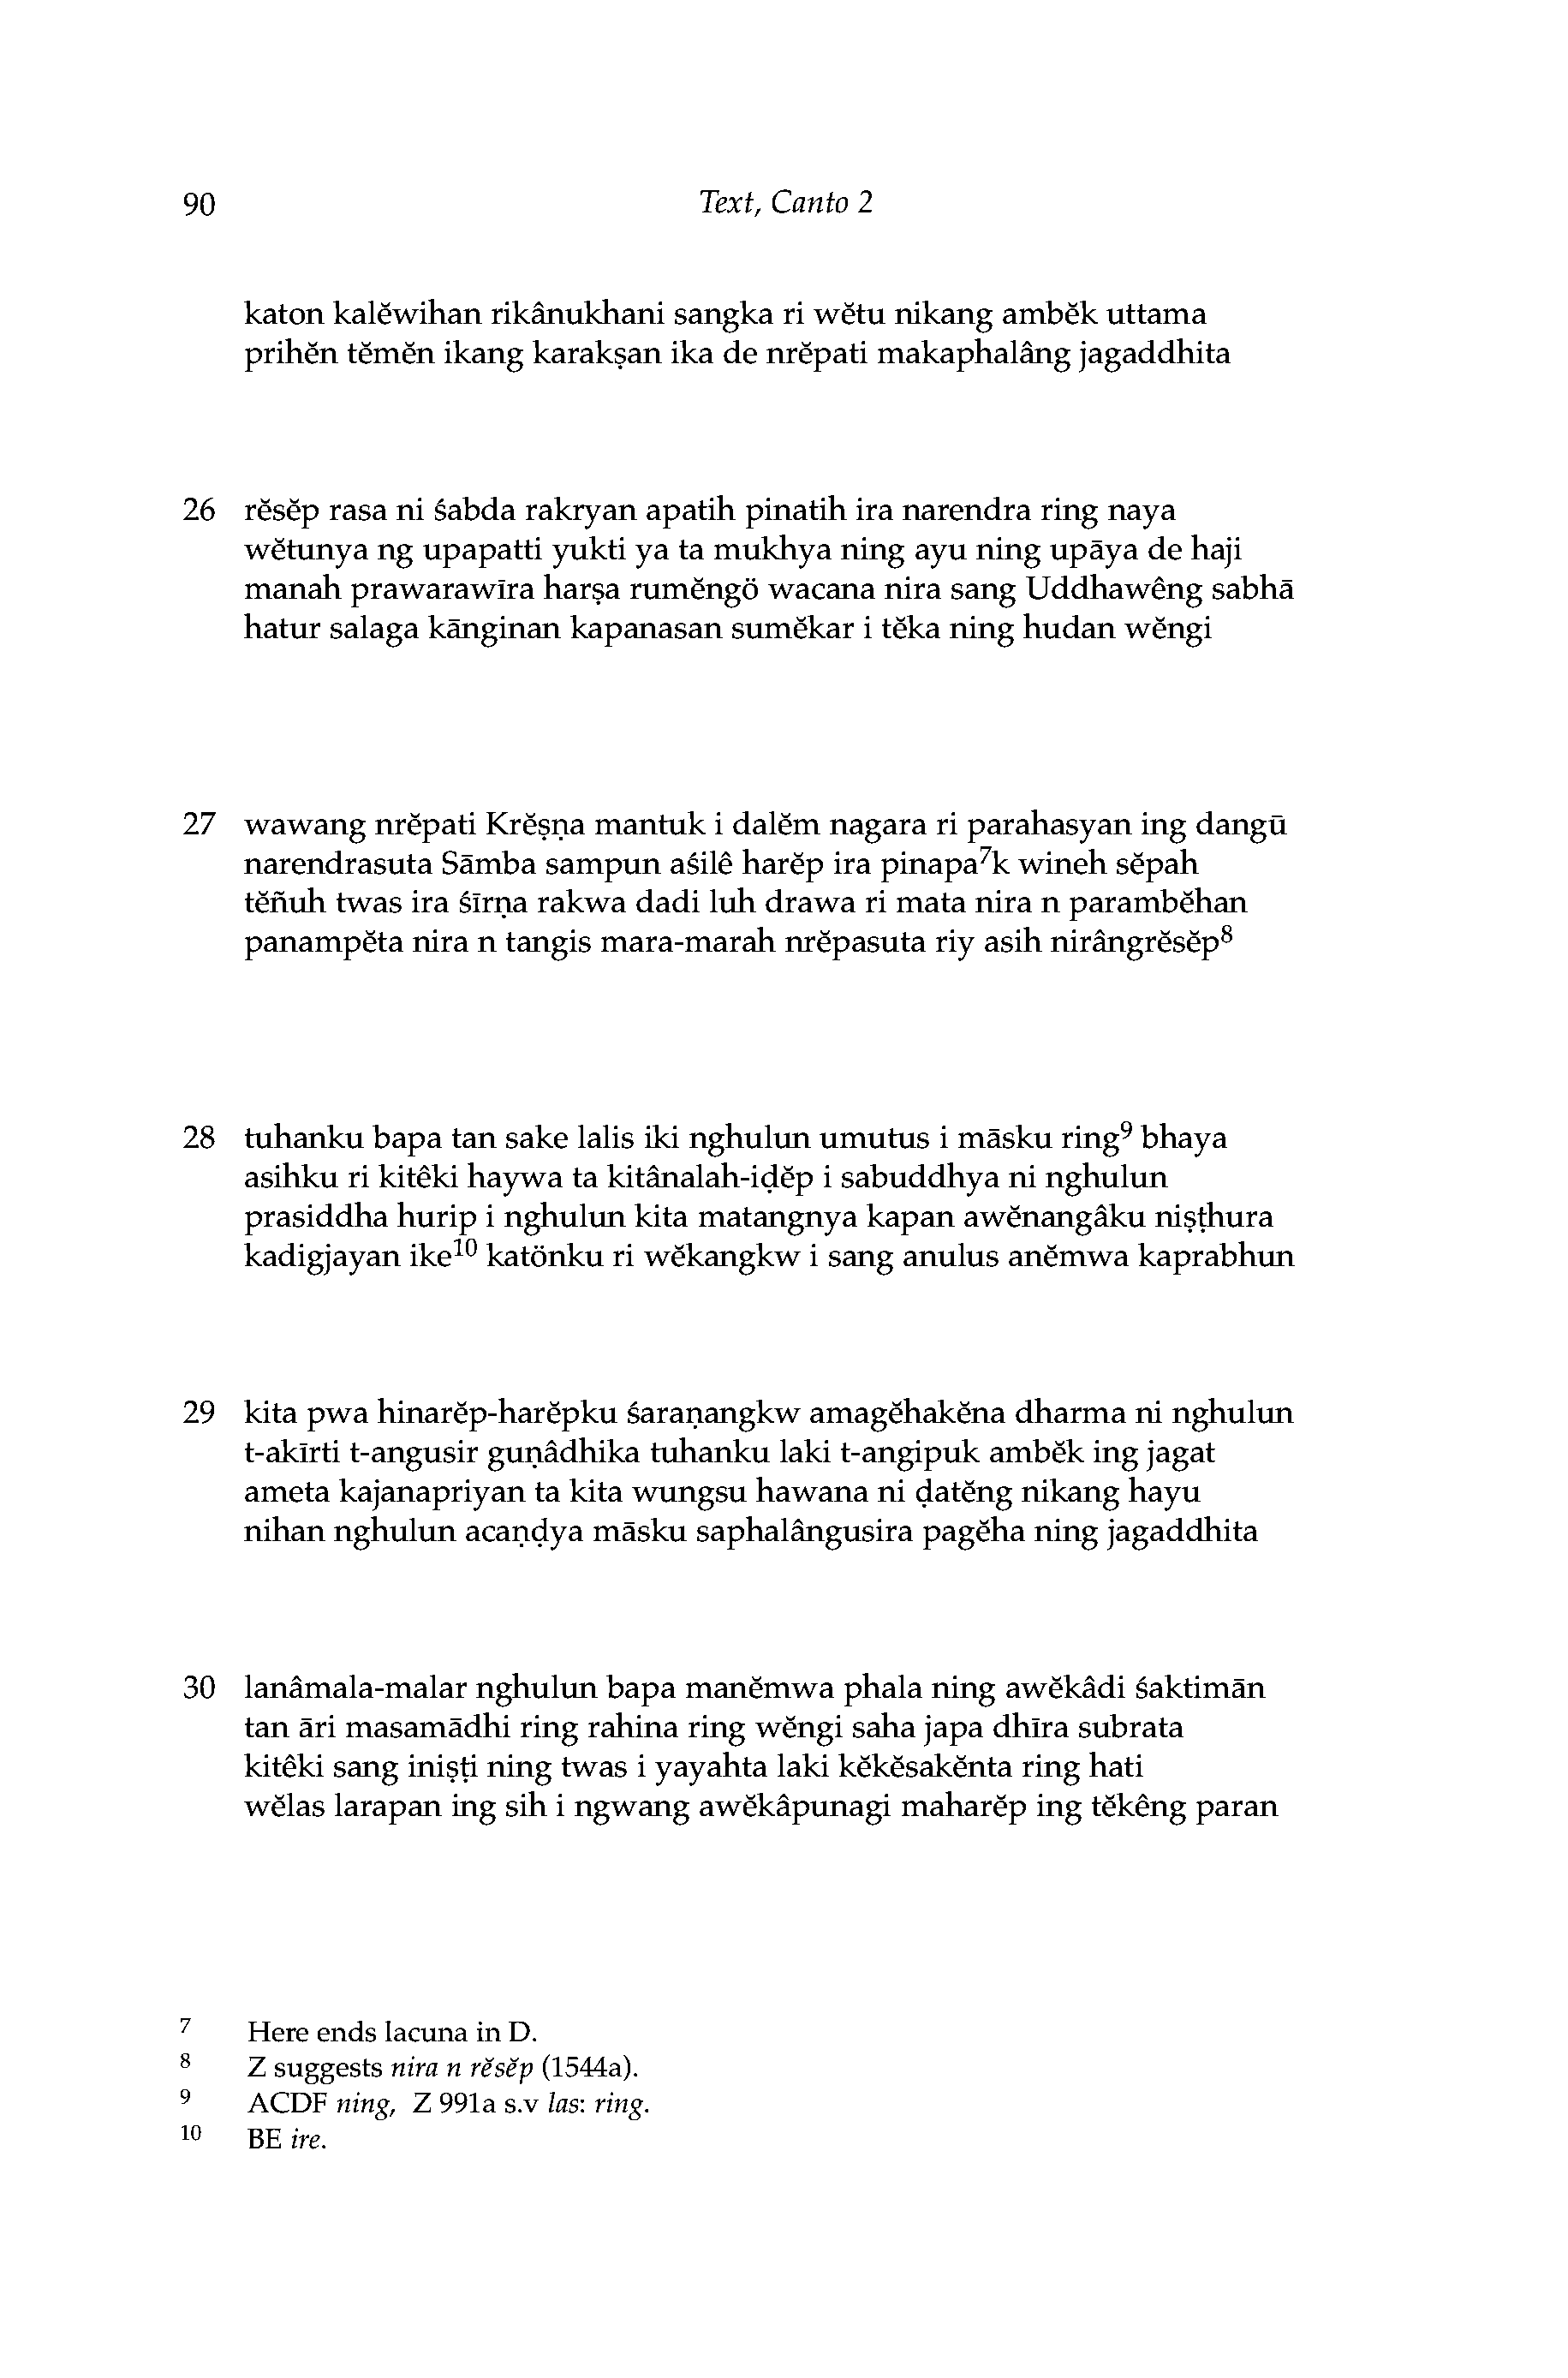 90 Text, Canto 2
katon kalĕwihan rikânukhani sangka ri wĕtu nikang ambĕk uttama
prihĕn tĕmĕn ikang karakṣan ika de nrĕpati makaphalâng jagaddhita
26 rĕsĕp rasa ni śabda rakryan apatih pinatih ira narendra ring naya
wĕtunya ng upapatti yukti ya ta mukhya ning ayu ning upāya de haji
manah prawarawīra harṣa rumĕngö wacana nira sang Uddhawêng sabhā
hatur salaga kānginan kapanasan sumĕkar i tĕka ning hudan wĕngi
27 wawang nrĕpati Krĕṣṇa mantuk i dalĕm nagara ri parahasyan ing dangū
narendrasuta Sāmba sampun aśilê harĕp ira pinapa⁷k wineh sĕpah
tĕñuh twas ira śīrṇa rakwa dadi luh drawa ri mata nira n parambĕhan
panampĕta nira n tangis mara-marah nrĕpasuta riy asih nirângrĕsĕp⁸
28 tuhanku bapa tan sake lalis iki nghulun umutus i māsku ring⁹ bhaya
asihku ri kitêki haywa ta kitânalah-iḍĕp i sabuddhya ni nghulun
prasiddha hurip i nghulun kita matangnya kapan awĕnangâku niṣṭhura
kadigjayan ike¹⁰ katönku ri wĕkangkw i sang anulus anĕmwa kaprabhun
29 kita pwa hinarĕp-harĕpku śaraṇangkw amagĕhakĕna dharma ni nghulun
t-akīrti t-angusir guṇâdhika tuhanku laki t-angipuk ambĕk ing jagat
ameta kajanapriyan ta kita wungsu hawana ni ḍatĕng nikang hayu
nihan nghulun acaṇḍya māsku saphalângusira pagĕha ning jagaddhita
30 lanâmala-malar nghulun bapa manĕmwa phala ning awĕkâdi śaktimān
tan āri masamādhi ring rahina ring wĕngi saha japa dhīra subrata
kitêki sang iniṣṭi ning twas i yayahta laki kĕkĕsakĕnta ring hati
wĕlas larapan ing sih i ngwang awĕkâpunagi maharĕp ing tĕkêng paran
7 Here ends lacuna in D.
8 Z suggests nira n rĕsĕp (1544a).
9 ACDF ning, Z 991a s.v las: ring.
10 BE ire.